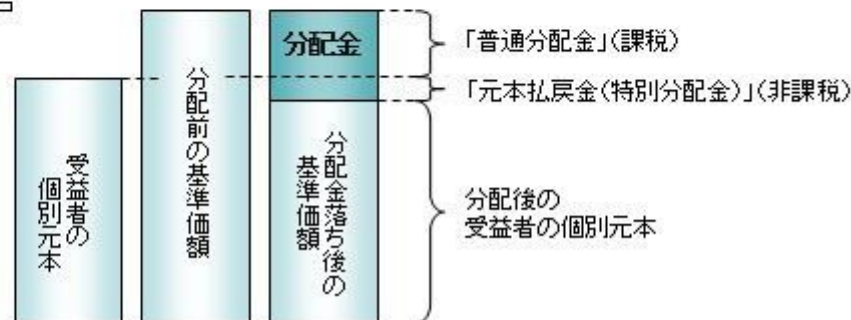 受益者の
個別元本
分配前の基準価額
分配金
分配金落ち後の
基準価額
「普通分配金」(課税)
「元本払戻金(特別分配金)」(非課税)
分配後の
受益者の個別元本